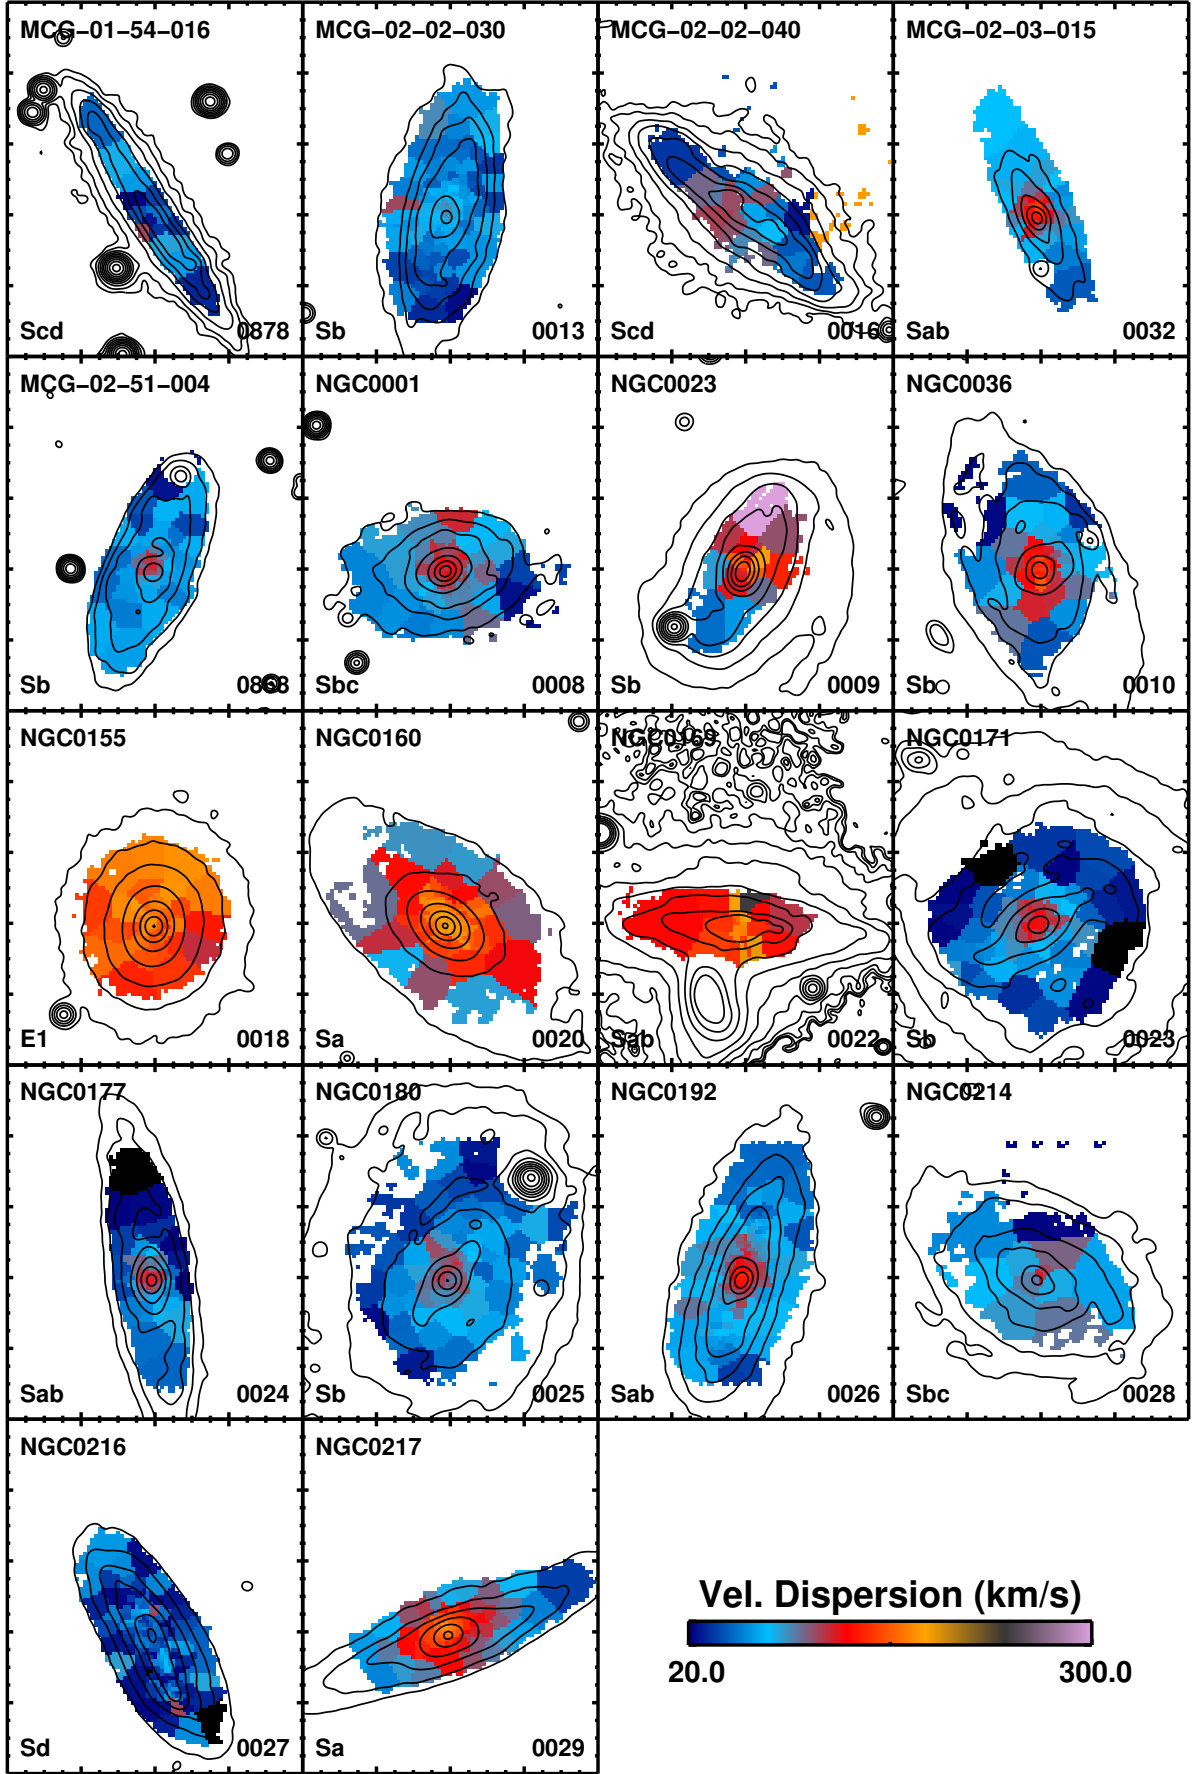 MCG−01−54−016
MCG−02−02−030
MCG−02−02−040
MCG−02−03−015
Scd 0878
Sb 0013
Scd 0016
Sab 0032
MCG−02−51−004
NGC0001
NGC0023
NGC0036
Sb 0868
Sbc 0008
Sb 0009
Sb 0010
NGC0155
NGC0160
NGC0169
NGC0171
E1 0018
Sa 0020
Sab 0022
Sb 0023
NGC0177
NGC0180
NGC0192
NGC0214
Sab 0024
Sb 0025
Sab 0026
Sbc 0028
NGC0216
NGC0217
Vel. Dispersion (km/s)
20.0 300.0
Sd 0027
Sa 0029